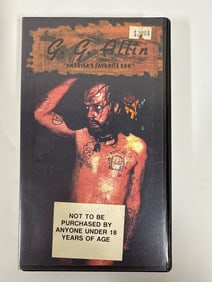 G. G. Allin
"AMERICA'S FAVORITE SON"
NOT TO BE
PURCHASED BY
ANYONE UNDER 18
YEARS OF AGE